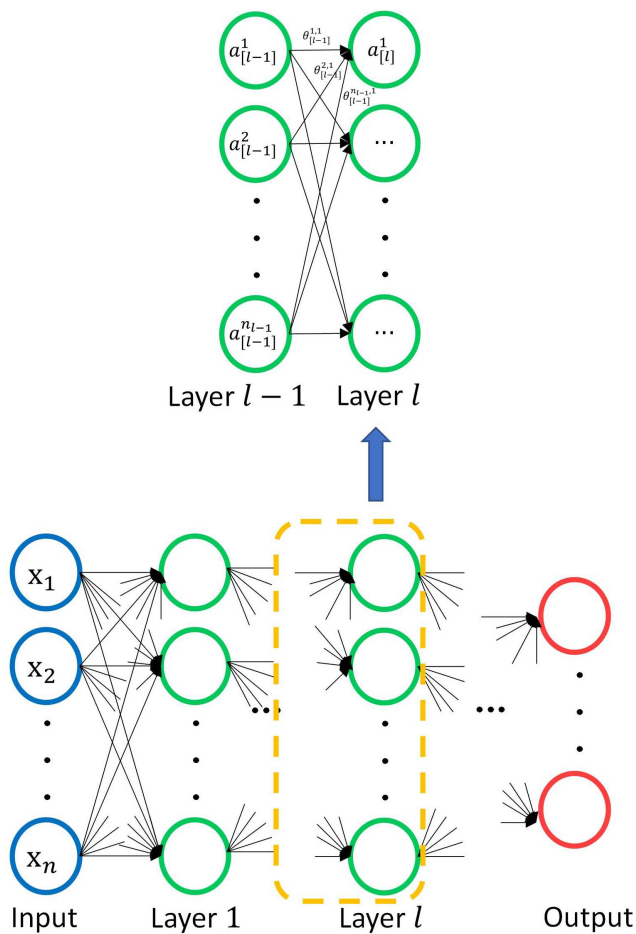 θ^{1,1}_{[l−1]}
a^1_{[l−1]} a^1_{[l]}
θ^{2,1}_{[l−1]}
θ^{n_{l−1},1}_{[l−1]}
a^2_{[l−1]} ...
a^{n_{l−1}}_{[l−1]} ...
Layer l − 1 Layer l
x_1
x_2
... ...
x_n
Input Layer 1 Layer l Output